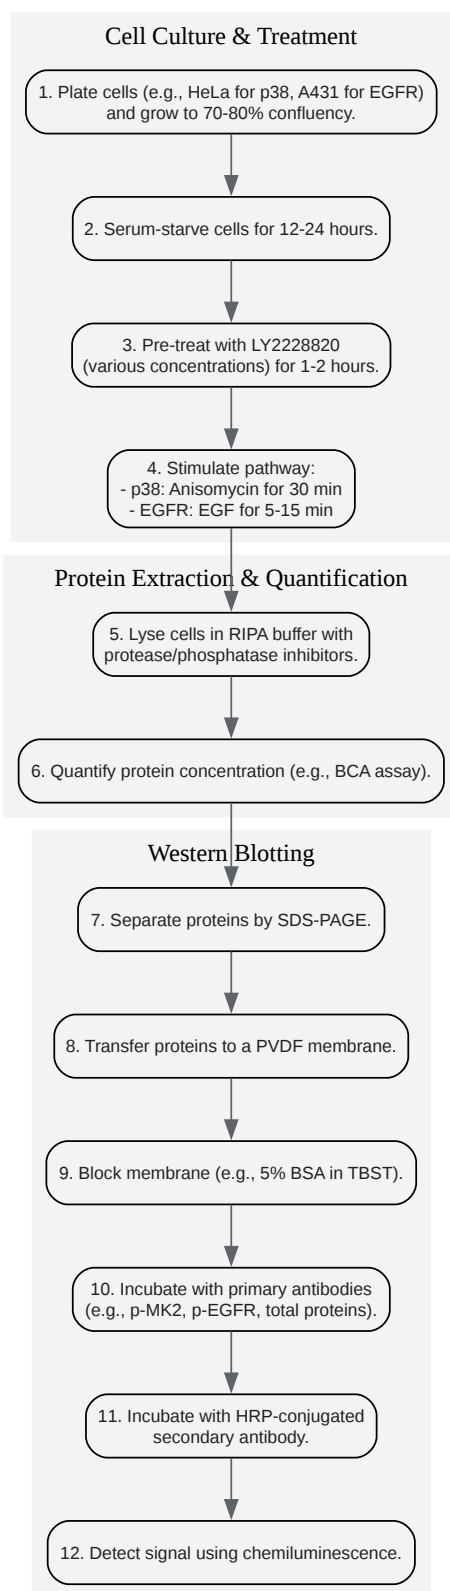 Cell Culture & Treatment
1. Plate cells (e.g., HeLa for p38, A431 for EGFR)
and grow to 70-80% confluency.
2. Serum-starve cells for 12-24 hours.
3. Pre-treat with LY2228820
(various concentrations) for 1-2 hours.
4. Stimulate pathway:
- p38: Anisomycin for 30 min
- EGFR: EGF for 5-15 min
Protein Extraction & Quantification
5. Lyse cells in RIPA buffer with
protease/phosphatase inhibitors.
6. Quantify protein concentration (e.g., BCA assay).
Western Blotting
7. Separate proteins by SDS-PAGE.
8. Transfer proteins to a PVDF membrane.
9. Block membrane (e.g., 5% BSA in TBST).
10. Incubate with primary antibodies
(e.g., p-MK2, p-EGFR, total proteins).
11. Incubate with HRP-conjugated
secondary antibody.
12. Detect signal using chemiluminescence.